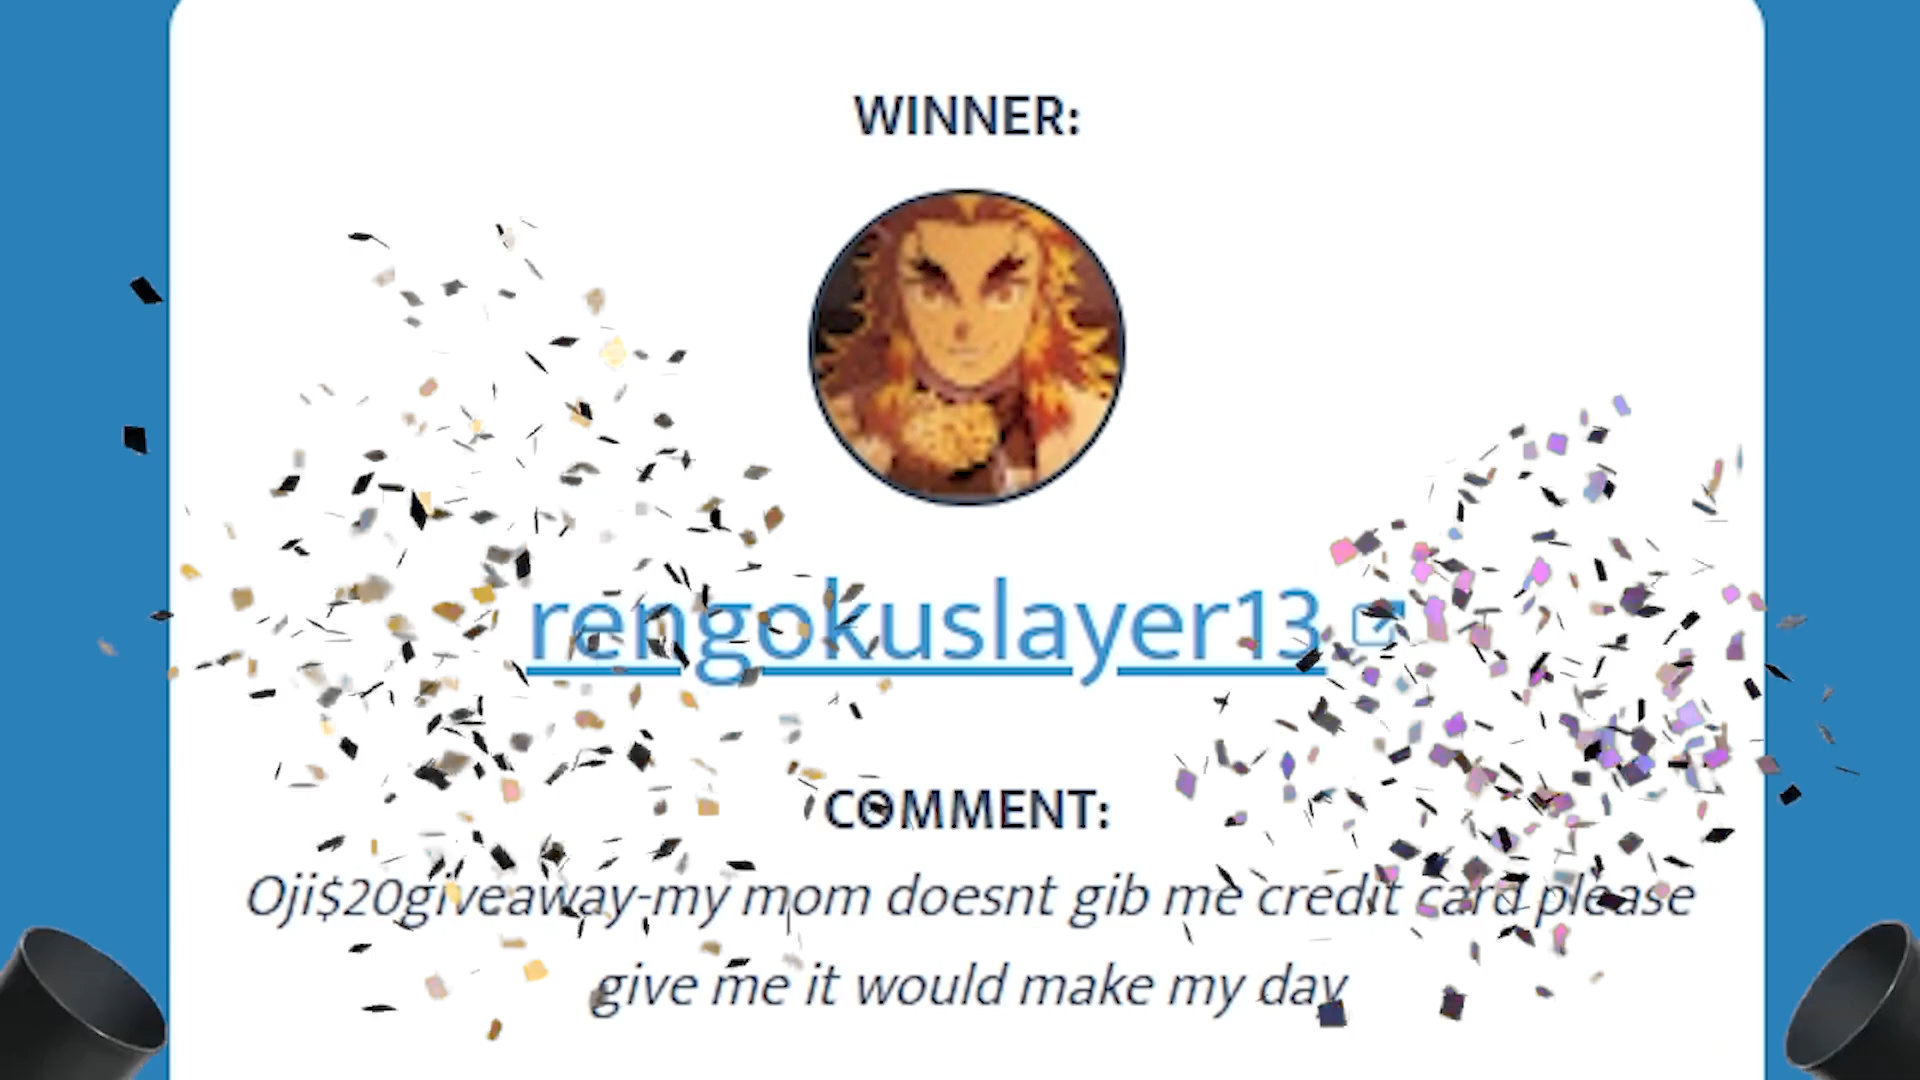 WINNER:
rengokuslayer13
COMMENT:
Oji$20giveaway-my mom doesnt gib me credit card please
give me it would make my day